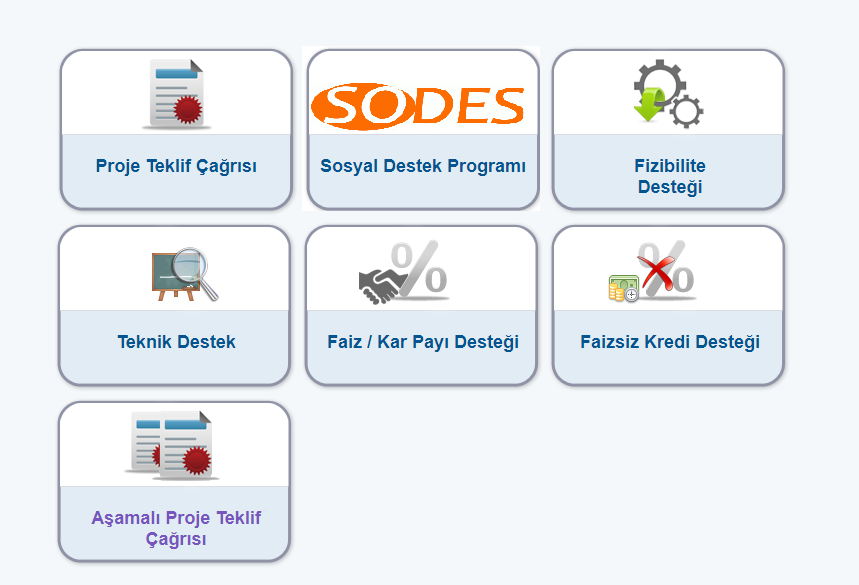 Proje Teklif Çağrısı
SODES
Sosyal Destek Programı
Fizibilite
Desteği
Teknik Destek
%
Faiz / Kar Payı Desteği
%
Faizsiz Kredi Desteği
Aşamalı Proje Teklif
Çağrısı